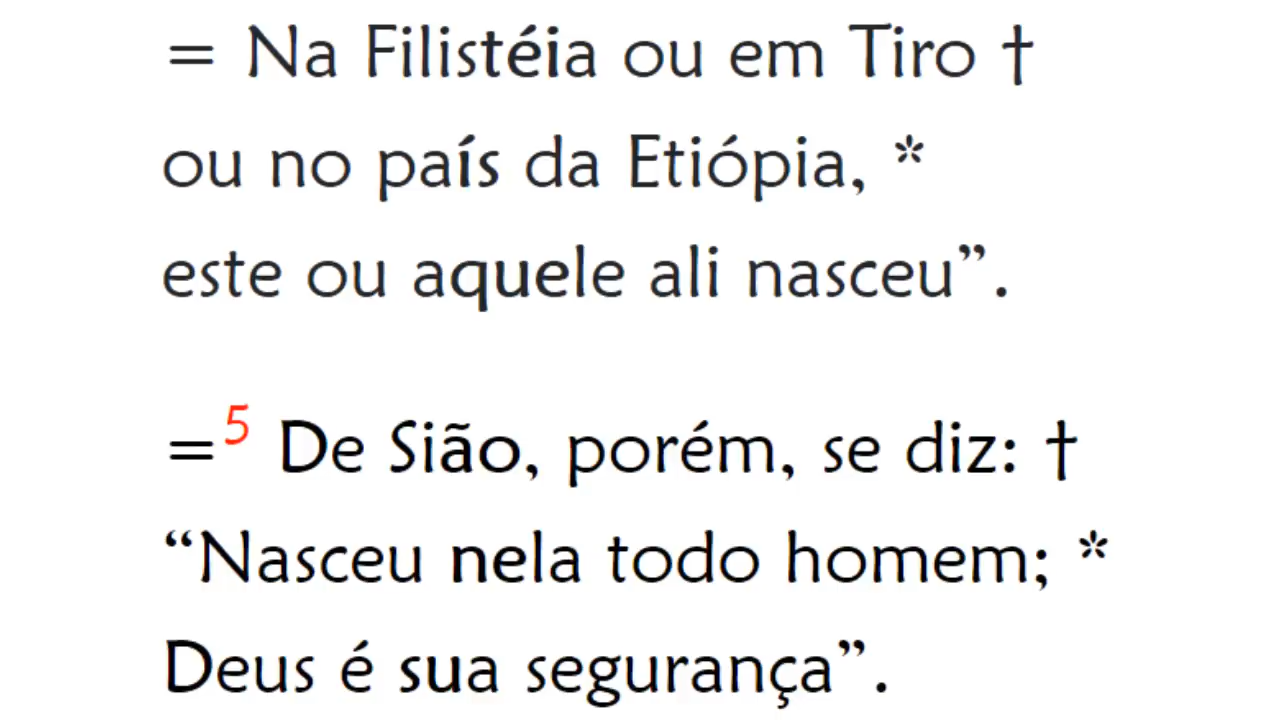 = Na Filistéia ou em Tiro †
ou no país da Etiópia, *
este ou aquele ali nasceu”.
=5 De Sião, porém, se diz: †
“Nasceu nela todo homem; *
Deus é sua segurança”.